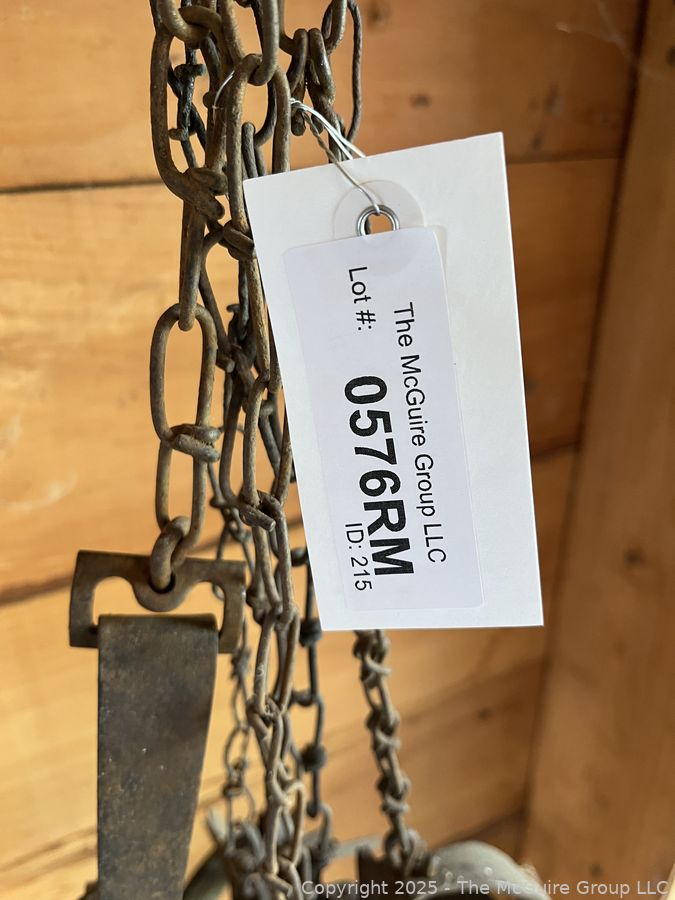 The McGuire Group LLC
Lot #: 0576RM
ID: 215
Copyright 2025 - The McGuire Group LLC